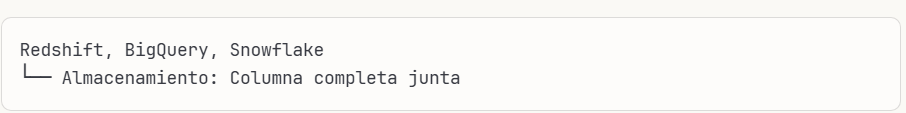 Redshift, BigQuery, Snowflake
└── Almacenamiento: Columna completa junta